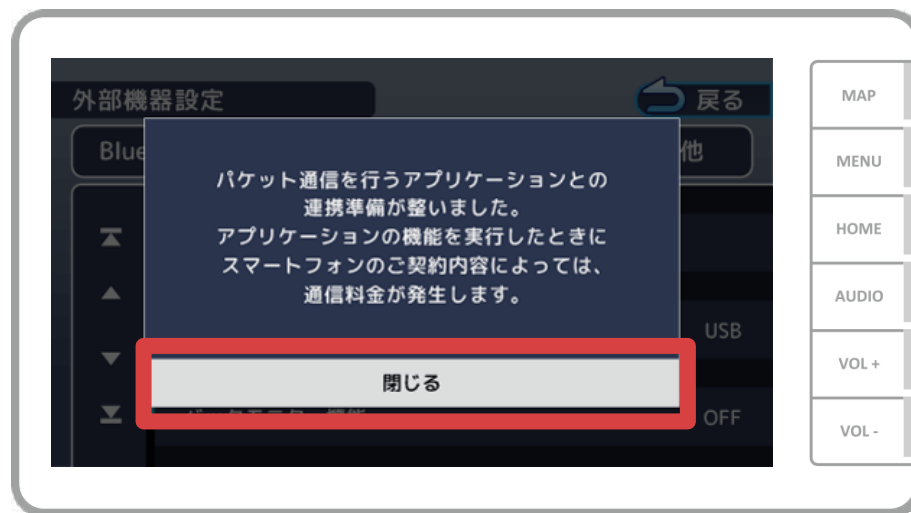 外部機器設定
戻る
Blue
他
パケット通信を行うアプリケーションとの
連携準備が整いました。
アプリケーションの機能を実行したときに
スマートフォンのご契約内容によっては、
通信料金が発生します。
USB
閉じる
OFF
MAP
MENU
HOME
AUDIO
VOL +
VOL -